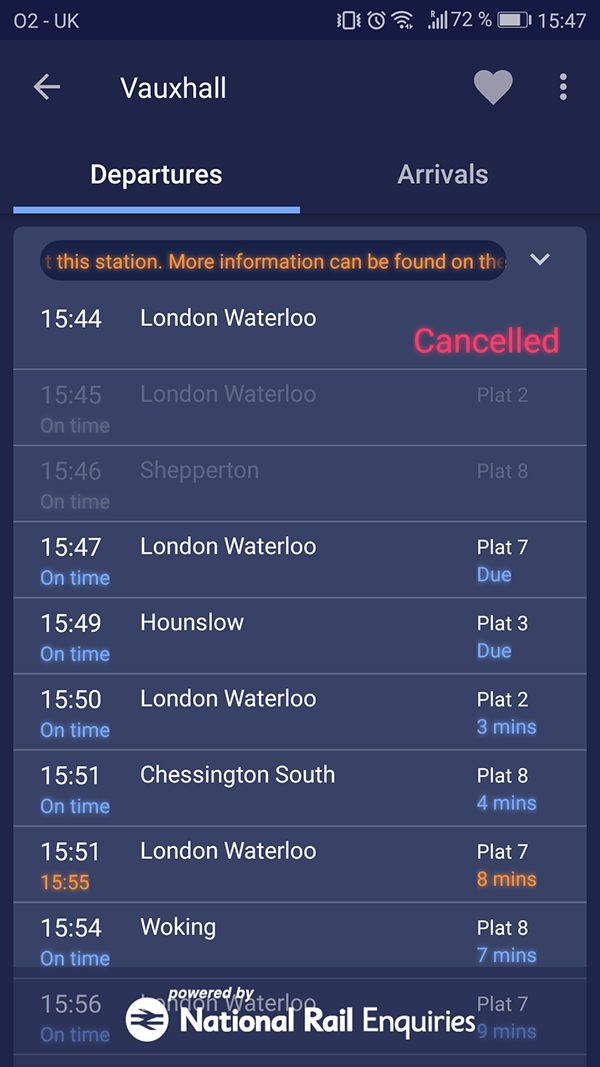 O2 - UK R 72 % 15:47
Vauxhall
Departures Arrivals
t this station. More information can be found on the
15:44 London Waterloo
Cancelled
15:45 London Waterloo Plat 2
On time
15:46 Shepperton Plat 8
On time
15:47 London Waterloo Plat 7
On time Due
15:49 Hounslow Plat 3
On time Due
15:50 London Waterloo Plat 2
On time 3 mins
15:51 Chessington South Plat 8
On time 4 mins
15:51 London Waterloo Plat 7
15:55 8 mins
15:54 Woking Plat 8
On time 7 mins
15:56 London Waterloo Plat 7
On time 9 mins
powered by
National Rail Enquiries